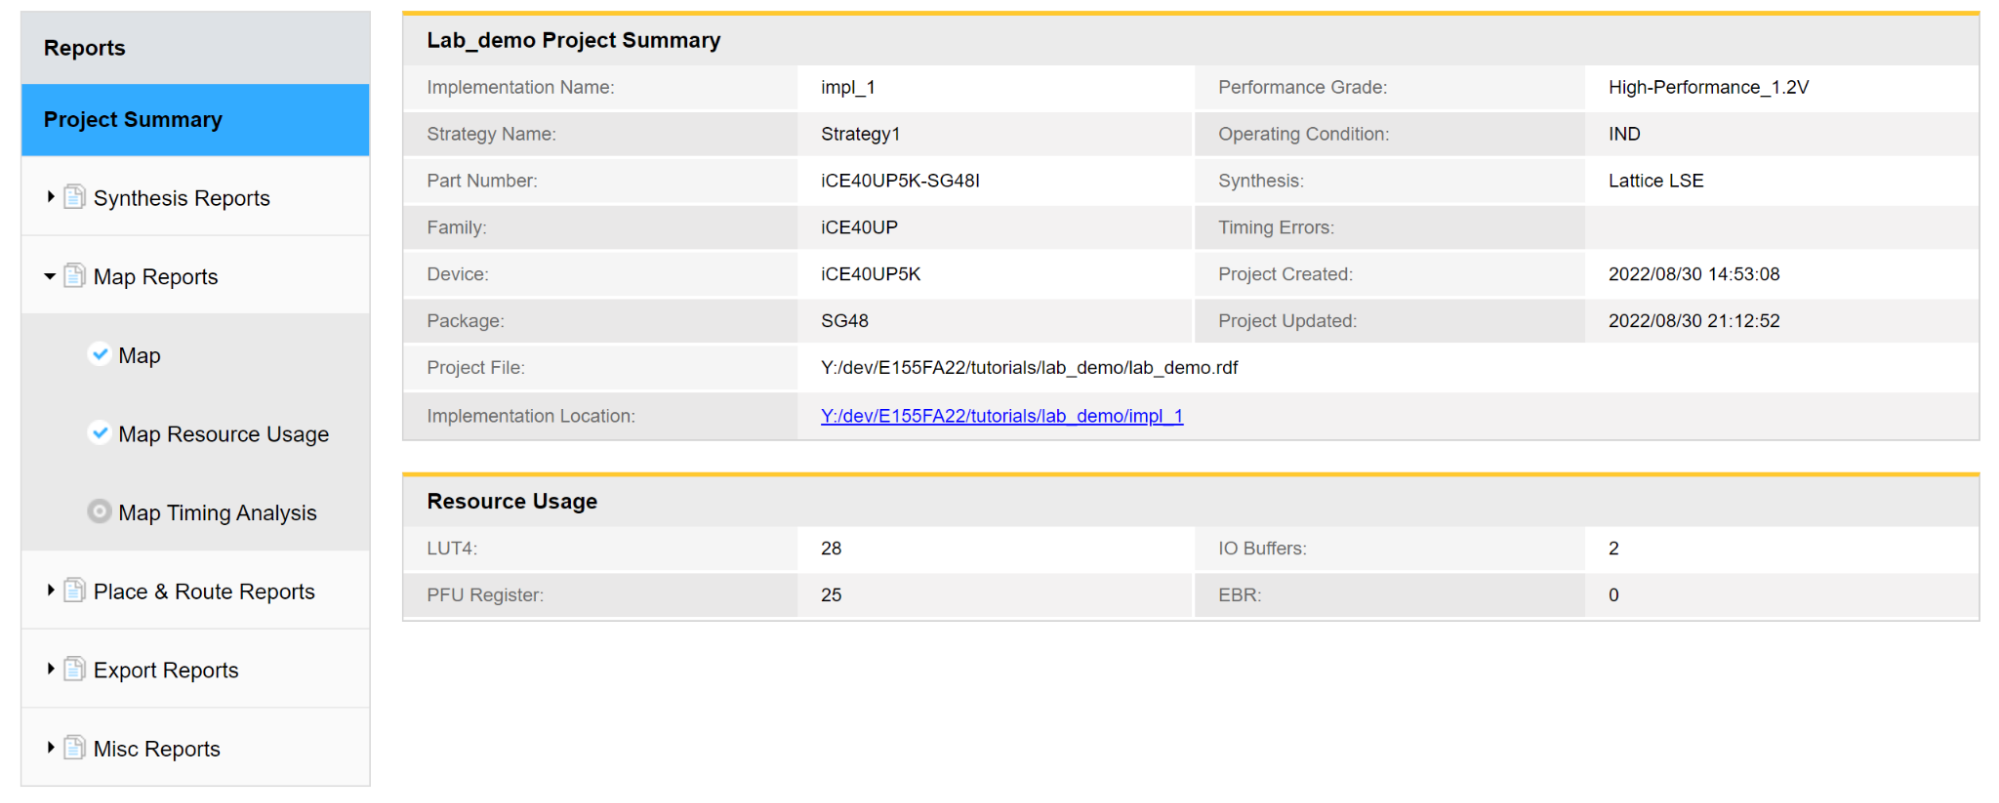 Reports
Project Summary
Synthesis Reports
Map Reports
Map
Map Resource Usage
Map Timing Analysis
Place & Route Reports
Export Reports
Misc Reports
Lab_demo Project Summary
Implementation Name: impl_1 Performance Grade: High-Performance_1.2V
Strategy Name: Strategy1 Operating Condition: IND
Part Number: iCE40UP5K-SG48I Synthesis: Lattice LSE
Family: iCE40UP Timing Errors:
Device: iCE40UP5K Project Created: 2022/08/30 14:53:08
Package: SG48 Project Updated: 2022/08/30 21:12:52
Project File: Y:/dev/E155FA22/tutorials/lab_demo/lab_demo.rdf
Implementation Location: Y:/dev/E155FA22/tutorials/lab_demo/impl_1
Resource Usage
LUT4: 28 IO Buffers: 2
PFU Register: 25 EBR: 0